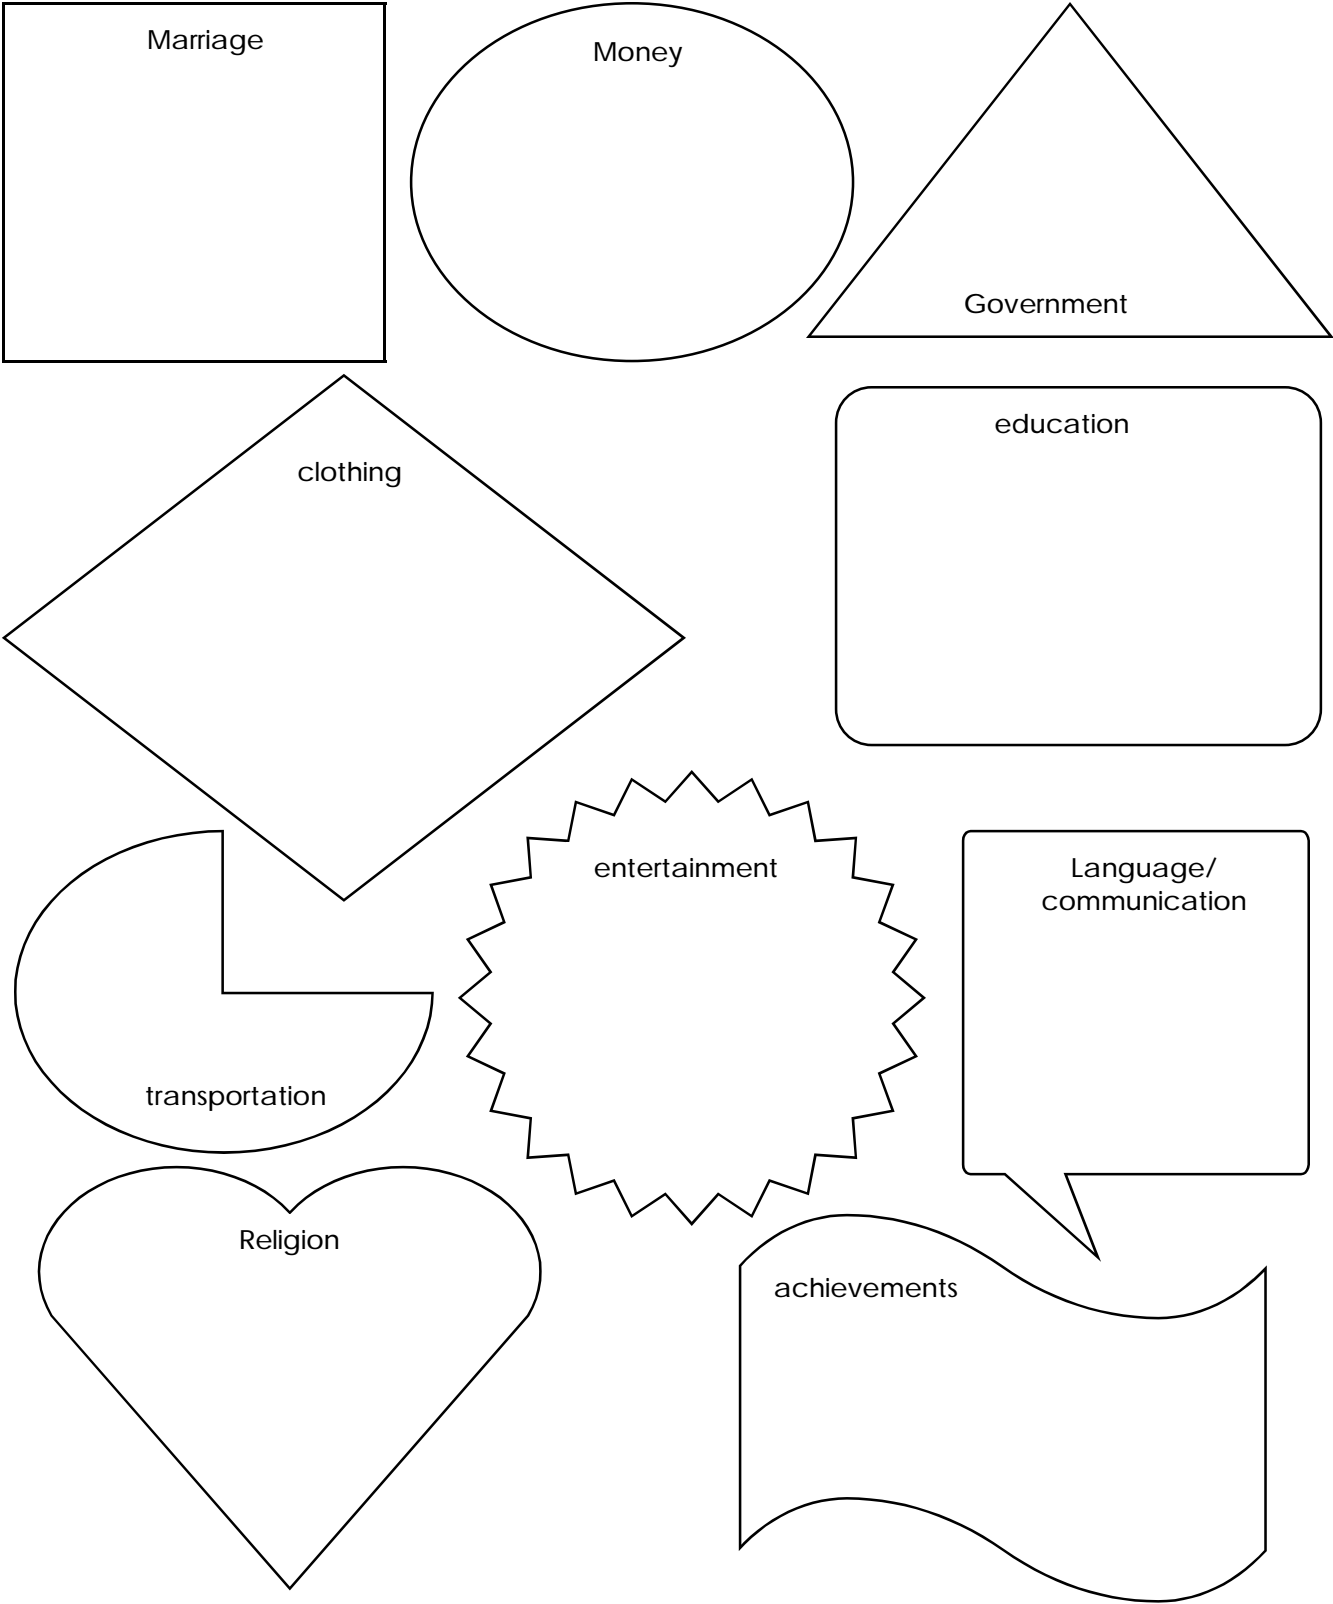 Marriage
Money
Government
clothing
education
entertainment
Language/
communication
transportation
Religion
achievements